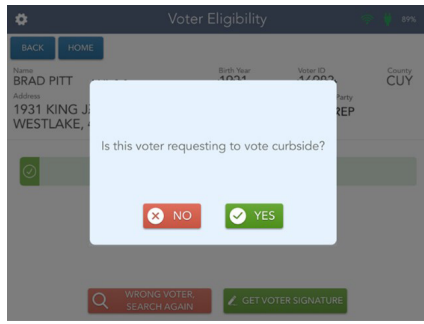 Voter Eligibility
89%
BACK HOME
Name Birth Year Voter ID County
BRAD PITT 1931 CUY
Address Party
1931 KING REP
WESTLAKE,
Is this voter requesting to vote curbside?
NO YES
WRONG VOTER,
SEARCH AGAIN
GET VOTER SIGNATURE